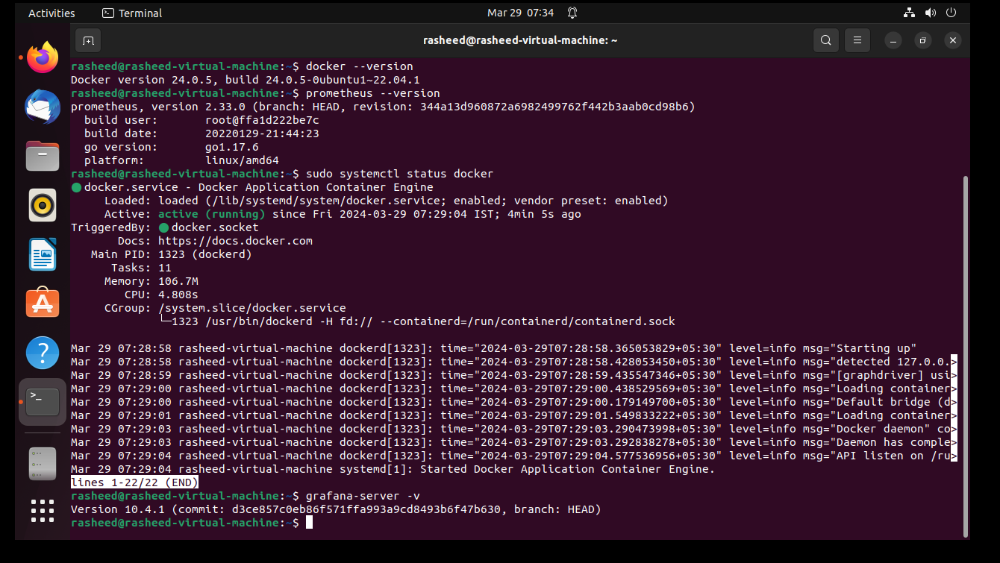 Activities
Terminal
Mar 29 07:34
rasheed@rasheed-virtual-machine: ~
rasheed@rasheed-virtual-machine:~$ docker --version
Docker version 24.0.5, build 24.0.5-0ubuntu1~22.04.1
rasheed@rasheed-virtual-machine:~$ prometheus --version
prometheus, version 2.33.0 (branch: HEAD, revision: 344a13d960872a6982499762f442b3aab0cd98b6)
  build user:       root@ffa1d222be7c
  build date:       20220129-21:44:23
  go version:       go1.17.6
  platform:         linux/amd64
rasheed@rasheed-virtual-machine:~$ sudo systemctl status docker
● docker.service - Docker Application Container Engine
     Loaded: loaded (/lib/systemd/system/docker.service; enabled; vendor preset: enabled)
     Active: active (running) since Fri 2024-03-29 07:29:04 IST; 4min 5s ago
TriggeredBy: ● docker.socket
       Docs: https://docs.docker.com
   Main PID: 1323 (dockerd)
      Tasks: 11
     Memory: 106.7M
        CPU: 4.808s
     CGroup: /system.slice/docker.service
             └─1323 /usr/bin/dockerd -H fd:// --containerd=/run/containerd/containerd.sock
Mar 29 07:28:58 rasheed-virtual-machine dockerd[1323]: time="2024-03-29T07:28:58.365053829+05:30" level=info msg="Starting up"
Mar 29 07:28:58 rasheed-virtual-machine dockerd[1323]: time="2024-03-29T07:28:58.428053450+05:30" level=info msg="detected 127.0.0.>
Mar 29 07:28:59 rasheed-virtual-machine dockerd[1323]: time="2024-03-29T07:28:59.435547346+05:30" level=info msg="[graphdriver] usi>
Mar 29 07:29:00 rasheed-virtual-machine dockerd[1323]: time="2024-03-29T07:29:00.438529569+05:30" level=info msg="Loading container>
Mar 29 07:29:00 rasheed-virtual-machine dockerd[1323]: time="2024-03-29T07:29:00.179149700+05:30" level=info msg="Default bridge (d>
Mar 29 07:29:01 rasheed-virtual-machine dockerd[1323]: time="2024-03-29T07:29:01.549833222+05:30" level=info msg="Loading container>
Mar 29 07:29:03 rasheed-virtual-machine dockerd[1323]: time="2024-03-29T07:29:03.290473998+05:30" level=info msg="Docker daemon" co>
Mar 29 07:29:03 rasheed-virtual-machine dockerd[1323]: time="2024-03-29T07:29:03.292838278+05:30" level=info msg="Daemon has comple>
Mar 29 07:29:04 rasheed-virtual-machine dockerd[1323]: time="2024-03-29T07:29:04.577536956+05:30" level=info msg="API listen on /ru>
Mar 29 07:29:04 rasheed-virtual-machine systemd[1]: Started Docker Application Container Engine.
lines 1-22/22 (END)
rasheed@rasheed-virtual-machine:~$ grafana-server -v
Version 10.4.1 (commit: d3ce857c0eb86f571ffa993a9cd8493b6f47b630, branch: HEAD)
rasheed@rasheed-virtual-machine:~$